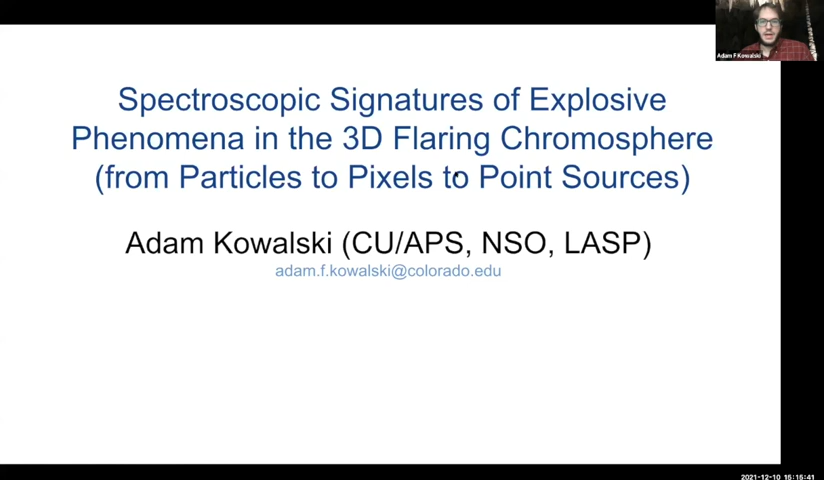 Adam F Kowalski
Spectroscopic Signatures of Explosive
Phenomena in the 3D Flaring Chromosphere
(from Particles to Pixels to Point Sources)
Adam Kowalski (CU/APS, NSO, LASP)
adam.f.kowalski@colorado.edu
2021-12-10 15:15:41